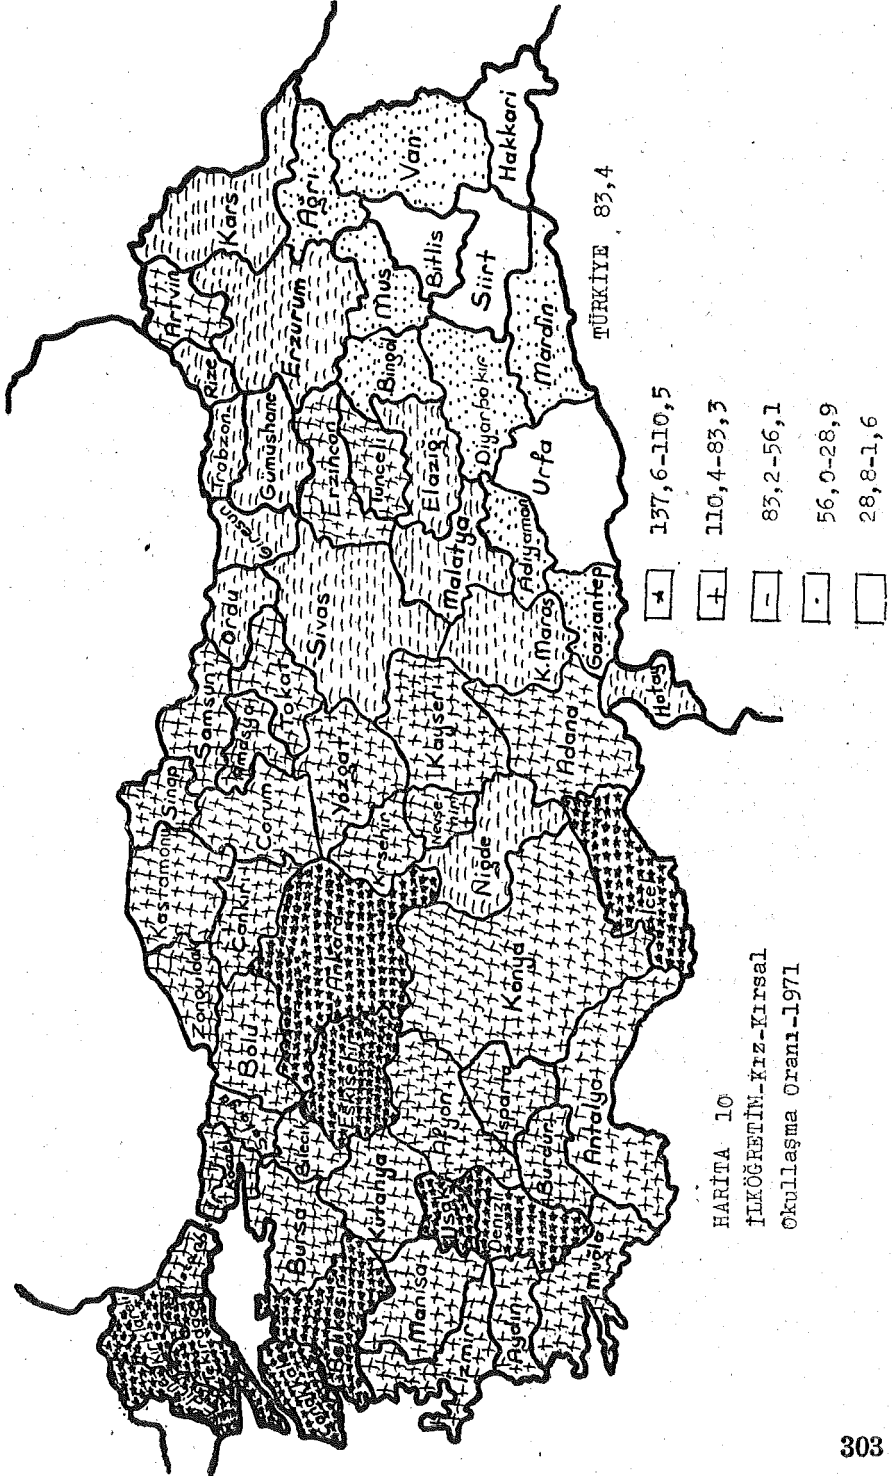 Kars
Ağrı
Van
Hakkari
Artvin
Erzurum
Muş
Bitlis
Siirt
Rize
Bingöl
Mardin
Trabzon
Gümüşhane
Erzincan
Tunceli
Elazığ
Diyarbakır
Urfa
Giresun
Ordu
Sivas
Malatya
Adıyaman
K.Maraş
Gaziantep
Hatay
Samsun
Amasya
Tokat
Sinop
Çorum
Yozgat
Kayseri
Adana
Kastamonu
Çankırı
Kırşehir
Nevşe-
hir
Niğde
İçel
Zonguldak
Bolu
Ankara
Konya
Eskişehir
Bilecik
Kütahya
Afyon
Isparta
Burdur
Antalya
Bursa
Uşak
Denizli
Muğla
Balıkesir
Manisa
İzmir
Aydın
TÜRKİYE 83,4
* 137,6-110,5
+ 110,4-83,3
- 83,2-56,1
. 56,0-28,9
28,8-1,6
HARİTA 10
İLKÖĞRETİM-Kız-Kırsal
Okullaşma Oranı-1971
303